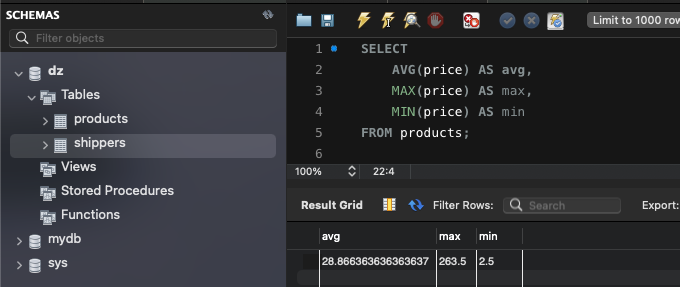 SCHEMAS
Filter objects
dz
Tables
products
shippers
Views
Stored Procedures
Functions
mydb
sys
Limit to 1000 row
1 SELECT
2 AVG(price) AS avg,
3 MAX(price) AS max,
4 MIN(price) AS min
5 FROM products;
6
100% 22:4
Result Grid Filter Rows: Search Export:
avg max min
28.866363636363637 263.5 2.5